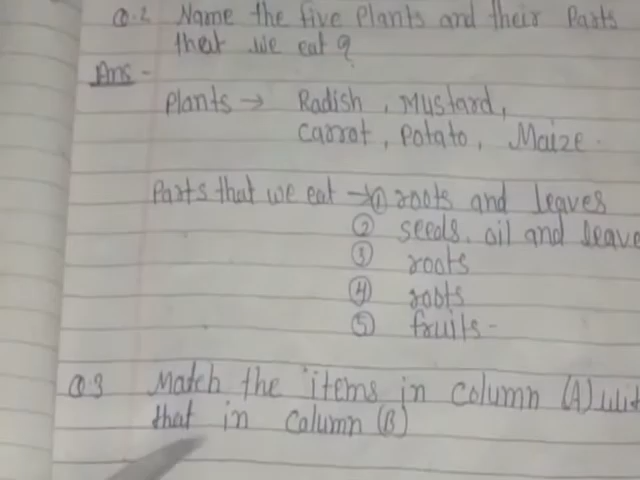 Q.2 Name the five plants and their Parts
that we eat?
Ans -
Plants → Radish, Mustard,
Carrot, Potato, Maize.
Parts that we eat → ① roots and leaves
② seeds, oil and leave
③ roots
④ roots
⑤ fruits -
Q.3 Match the items in column (A) wit
that in column (B)